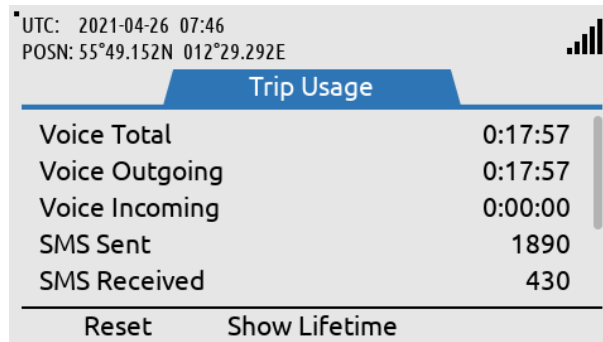 UTC: 2021-04-26 07:46
POSN: 55°49.152N 012°29.292E
Trip Usage
Voice Total 0:17:57
Voice Outgoing 0:17:57
Voice Incoming 0:00:00
SMS Sent 1890
SMS Received 430
Reset Show Lifetime